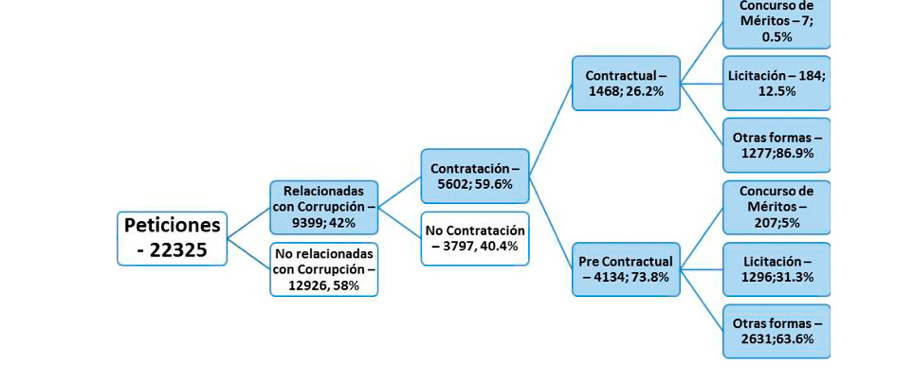 Peticiones
- 22325
Relacionadas
con Corrupción –
9399; 42%
No relacionadas
con Corrupción –
12926, 58%
Contratación –
5602; 59.6%
No Contratación
– 3797, 40.4%
Contractual –
1468; 26.2%
Pre Contractual
– 4134; 73.8%
Concurso de
Méritos – 7;
0.5%
Licitación – 184;
12.5%
Otras formas –
1277;86.9%
Concurso de
Méritos –
207;5%
Licitación –
1296;31.3%
Otras formas –
2631;63.6%